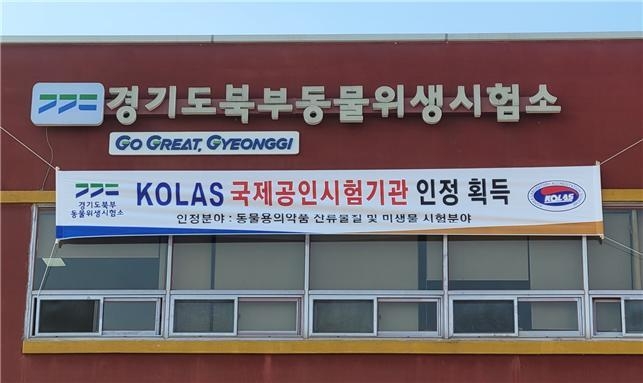 경기도북부동물위생시험소
GO GREAT, GYEONGGI
경기도북부
동물위생시험소
KOLAS 국제공인시험기관 인정 획득
인정분야 : 동물용의약품 잔류물질 및 미생물 시험분야
KOLAS